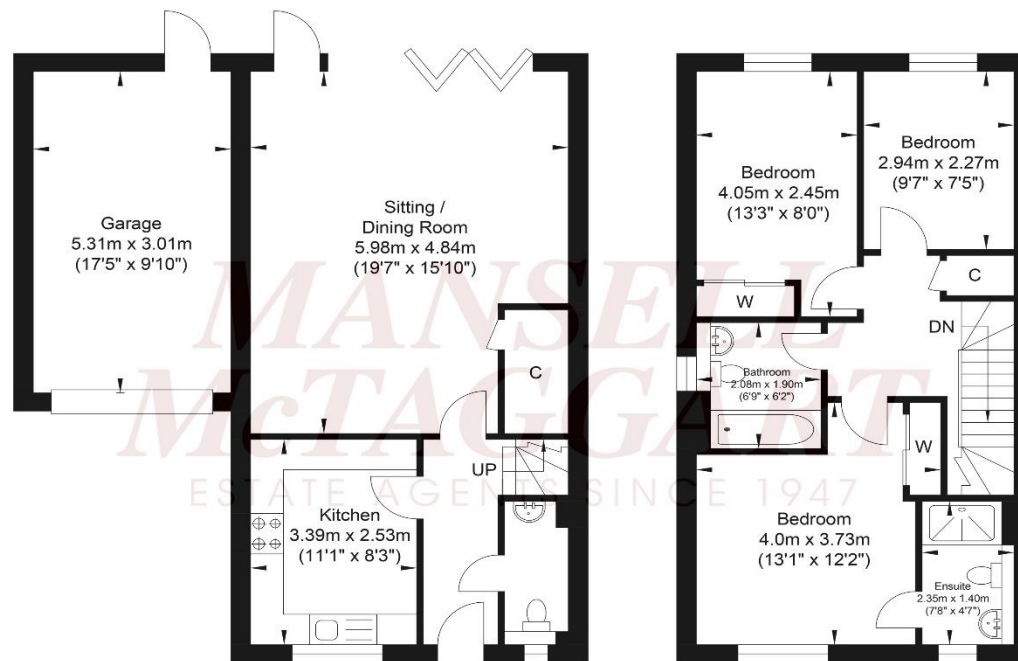 Garage
5.31m x 3.01m
(17'5" x 9'10")
Sitting /
Dining Room
5.98m x 4.84m
(19'7" x 15'10")
C
UP
Kitchen
3.39m x 2.53m
(11'1" x 8'3")
Bedroom
4.05m x 2.45m
(13'3" x 8'0")
Bedroom
2.94m x 2.27m
(9'7" x 7'5")
W
C
DN
Bathroom
2.08m x 1.90m
(6'9" x 6'2")
W
Bedroom
4.0m x 3.73m
(13'1" x 12'2")
Ensuite
2.35m x 1.40m
(7'8" x 4'7")
MANSELL
McTAGGART
ESTATE AGENTS SINCE 1947